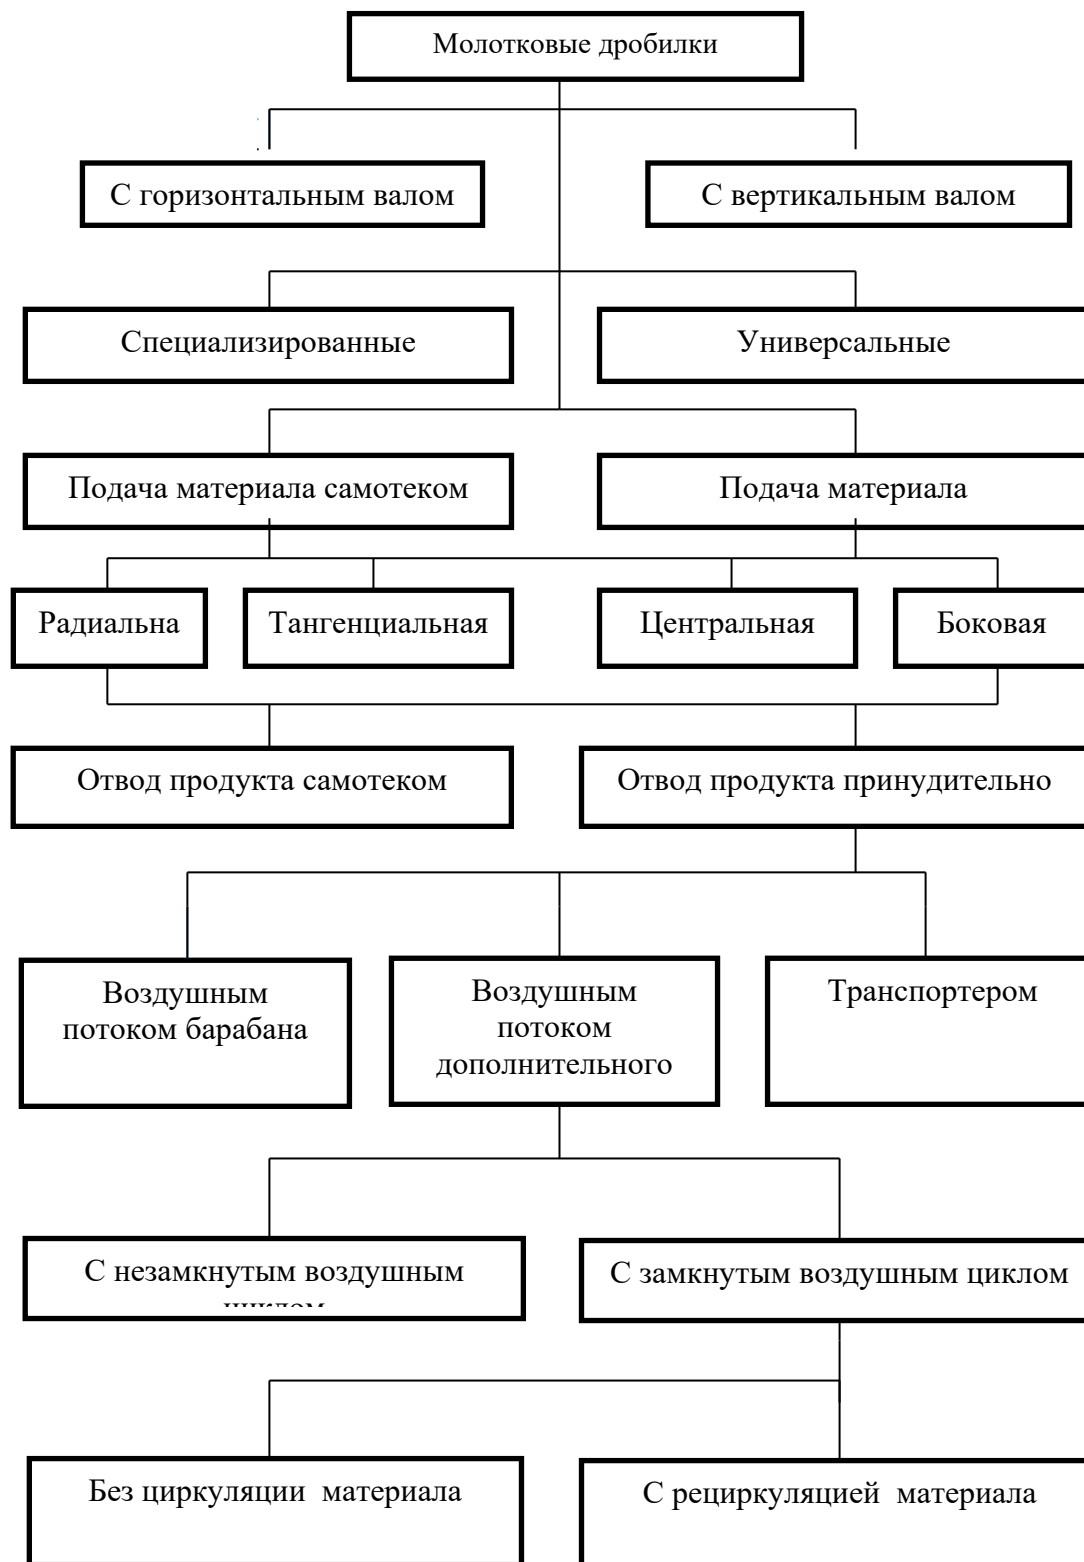 Молотковые дробилки
С горизонтальным валом
С вертикальным валом
Специализированные
Универсальные
Подача материала самотеком
Подача материала
Радиальна
Тангенциальная
Центральная
Боковая
Отвод продукта самотеком
Отвод продукта принудительно
Воздушным
потоком барабана
Воздушным
потоком
дополнительного
Транспортером
С незамкнутым воздушным
циклом
С замкнутым воздушным циклом
Без циркуляции материала
С рециркуляцией материала